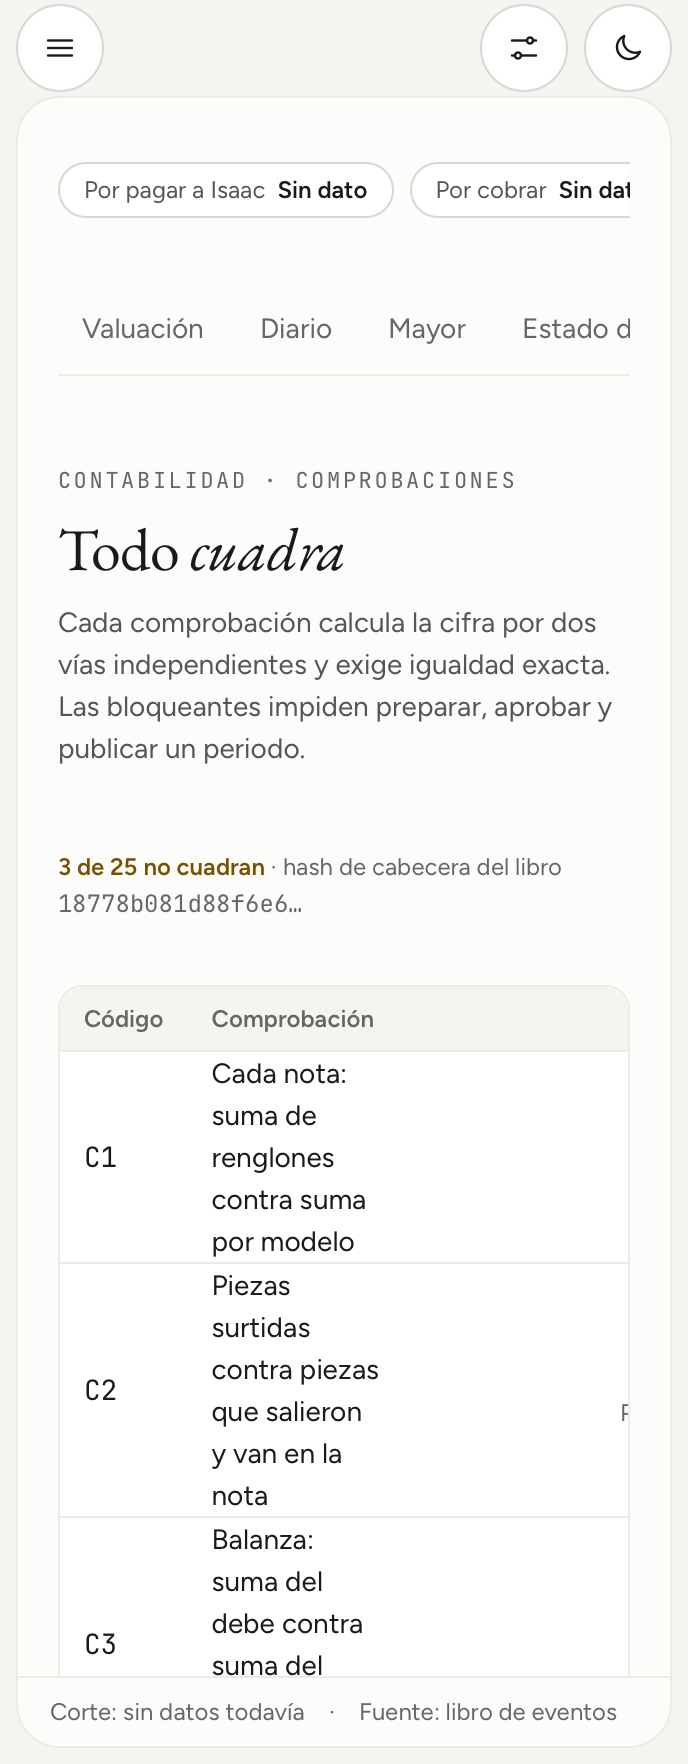 Por pagar a Isaac Sin dato
Por cobrar Sin dat
Valuación Diario Mayor Estado d
CONTABILIDAD · COMPROBACIONES
Todo cuadra
Cada comprobación calcula la cifra por dos
vías independientes y exige igualdad exacta.
Las bloqueantes impiden preparar, aprobar y
publicar un periodo.
3 de 25 no cuadran · hash de cabecera del libro
18778b081d88f6e6…
Código Comprobación
C1
Cada nota:
suma de
renglones
contra suma
por modelo
C2
Piezas
surtidas
contra piezas
que salieron
y van en la
nota
C3
Balanza:
suma del
debe contra
suma del
Corte: sin datos todavía · Fuente: libro de eventos